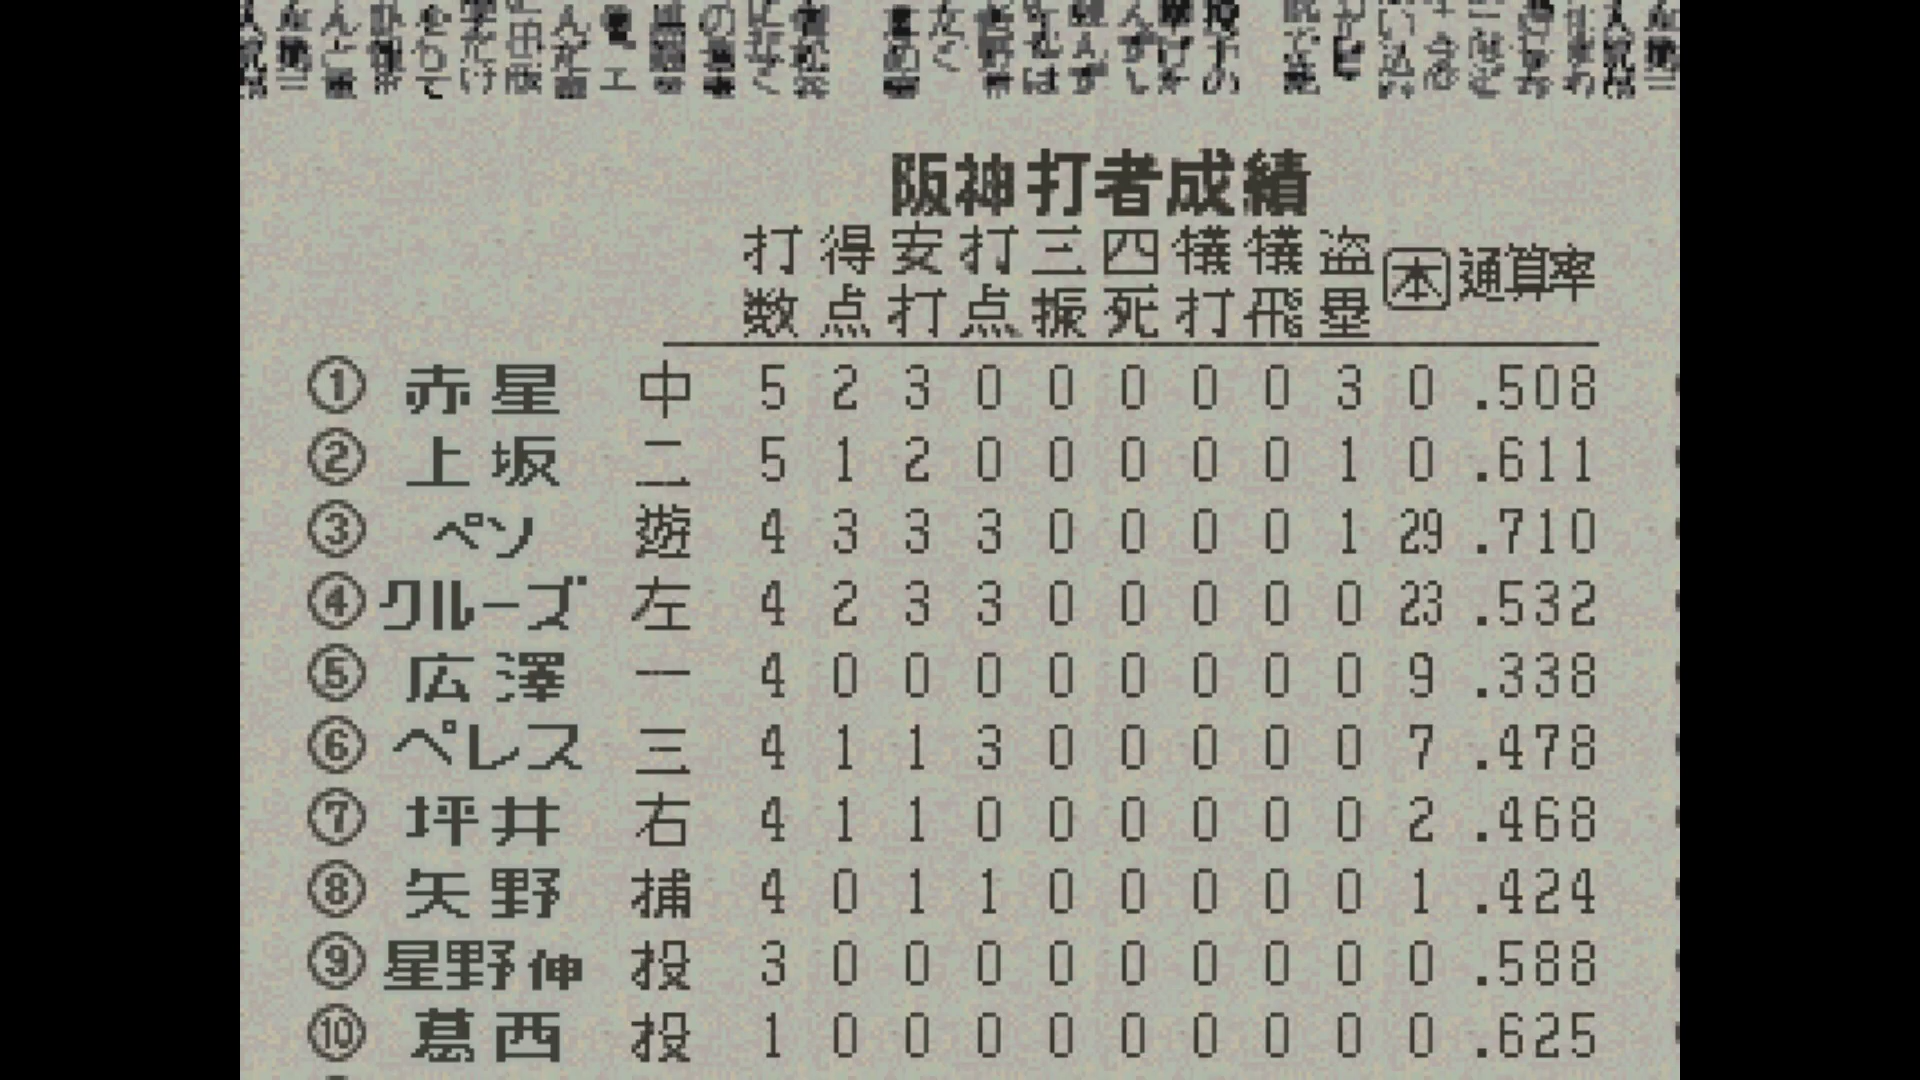 阪神打者成績
打数 得点 安打 打点 三振 四死 犠打 犠飛 盗塁 本 通算率
① 赤星 中 5 2 3 0 0 0 0 0 3 0 .508
② 上坂 二 5 1 2 0 0 0 0 0 1 0 .611
③ ペソ 遊 4 3 3 3 0 0 0 0 1 29 .710
④ クルーズ 左 4 2 3 3 0 0 0 0 0 23 .532
⑤ 広澤 一 4 0 0 0 0 0 0 0 0 9 .338
⑥ ペレス 三 4 1 1 3 0 0 0 0 0 7 .478
⑦ 坪井 右 4 1 1 0 0 0 0 0 0 2 .468
⑧ 矢野 捕 4 0 1 1 0 0 0 0 0 1 .424
⑨ 星野伸 投 3 0 0 0 0 0 0 0 0 0 .588
⑩ 葛西 投 1 0 0 0 0 0 0 0 0 0 .625